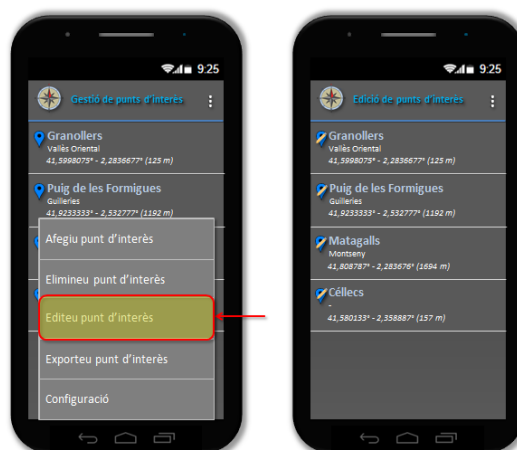 9:25
Gestió de punts d'interès
Granollers
Vallès Oriental
41,5998075° - 2,2836677° (125 m)
Puig de les Formigues
Guilleries
41,9233333° - 2,532777° (1192 m)
Afegiu punt d'interès
Elimineu punt d'interès
Editeu punt d'interès
Exporteu punt d'interès
Configuració
9:25
Edició de punts d'interès
Granollers
Vallès Oriental
41,5998075° - 2,2836677° (125 m)
Puig de les Formigues
Guilleries
41,9233333° - 2,532777° (1192 m)
Matagalls
Montseny
41,808787° - 2,283676° (1694 m)
Céllecs
-
41,580133° - 2,358887° (157 m)